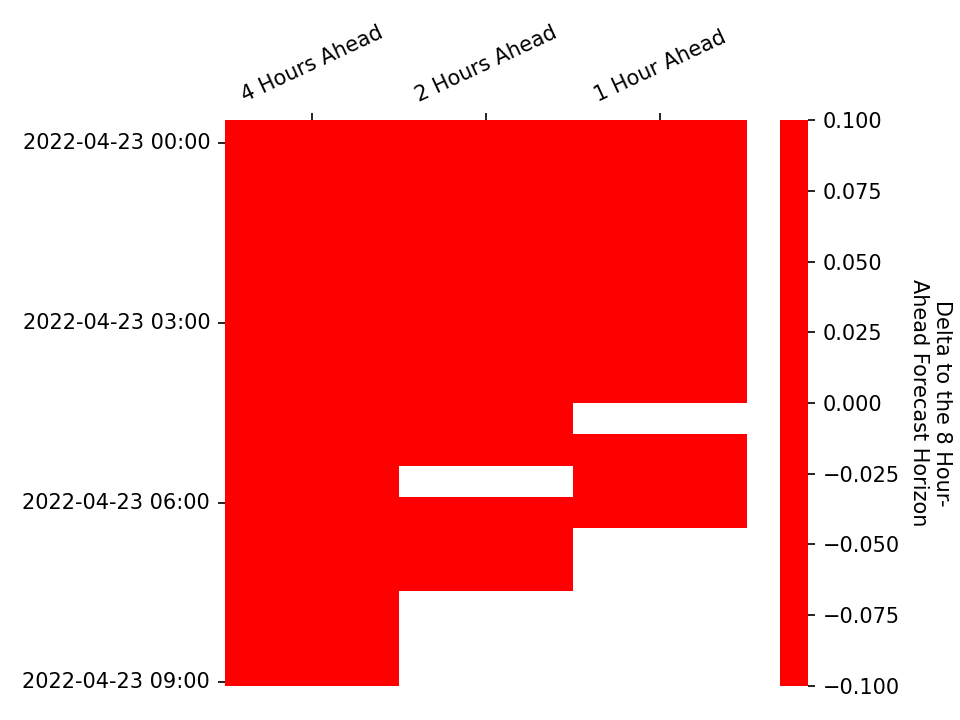 4 Hours Ahead
2 Hours Ahead
1 Hour Ahead
2022-04-23 00:00
2022-04-23 03:00
2022-04-23 06:00
2022-04-23 09:00
0.100
0.075
0.050
0.025
0.000
−0.025
−0.050
−0.075
−0.100
Delta to the 8 Hour-
Ahead Forecast Horizon